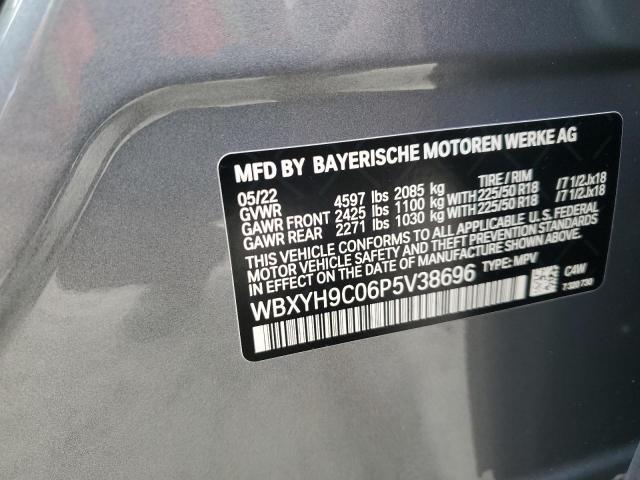 MFD BY BAYERISCHE MOTOREN WERKE AG
05/22 TIRE / RIM
GVWR 4597 lbs 2085 kg
GAWR FRONT 2425 lbs 1100 kg WITH 225/50 R18 /7 1/2Jx18
GAWR REAR 2271 lbs 1030 kg WITH 225/50 R18 /7 1/2Jx18
THIS VEHICLE CONFORMS TO ALL APPLICABLE U.S. FEDERAL
MOTOR VEHICLE SAFETY AND THEFT PREVENTION STANDARDS
IN EFFECT ON THE DATE OF MANUFACTURE SHOWN ABOVE.
WBXYH9C06P5V38696 TYPE: MPV
C4W